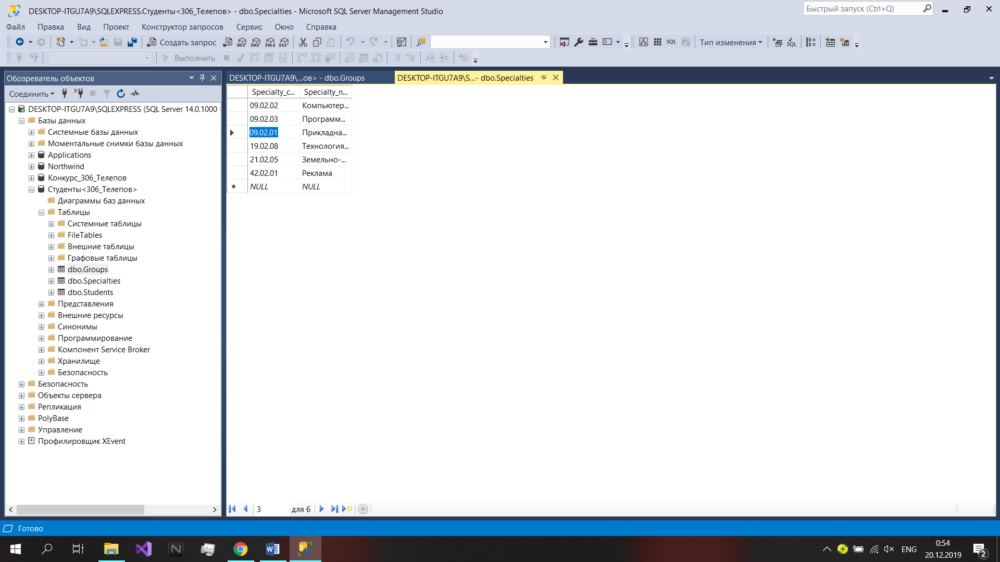 DESKTOP-ITGU7A9\SQLEXPRESS.Студенты<306_Телепов> - dbo.Specialties - Microsoft SQL Server Management Studio
Быстрый запуск (Ctrl+Q)
Файл Правка Вид Проект Конструктор запросов Сервис Окно Справка
Создать запрос MDX DMX XMLA DAX SQL Тип изменения SQL
Выполнить
Обозреватель объектов
DESKTOP-ITGU7A9\...ов> - dbo.Groups
DESKTOP-ITGU7A9\S...- dbo.Specialties
Соединить
DESKTOP-ITGU7A9\SQLEXPRESS (SQL Server 14.0.1000 -
Базы данных
Системные базы данных
Моментальные снимки базы данных
Applications
Northwind
Конкурс_306_Телепов
Студенты<306_Телепов>
Диаграммы баз данных
Таблицы
Системные таблицы
FileTables
Внешние таблицы
Графовые таблицы
dbo.Groups
dbo.Specialties
dbo.Students
Представления
Внешние ресурсы
Синонимы
Программирование
Компонент Service Broker
Хранилище
Безопасность
Безопасность
Объекты сервера
Репликация
PolyBase
Управление
Профилировщик XEvent
Specialty_c... Specialty_n...
09.02.02 Компьютер...
09.02.03 Программ...
09.02.01 Прикладна...
19.02.08 Технология...
21.02.05 Земельно-...
42.02.01 Реклама
* NULL NULL
3 для 6
Готово
ENG
0:54
20.12.2019
2